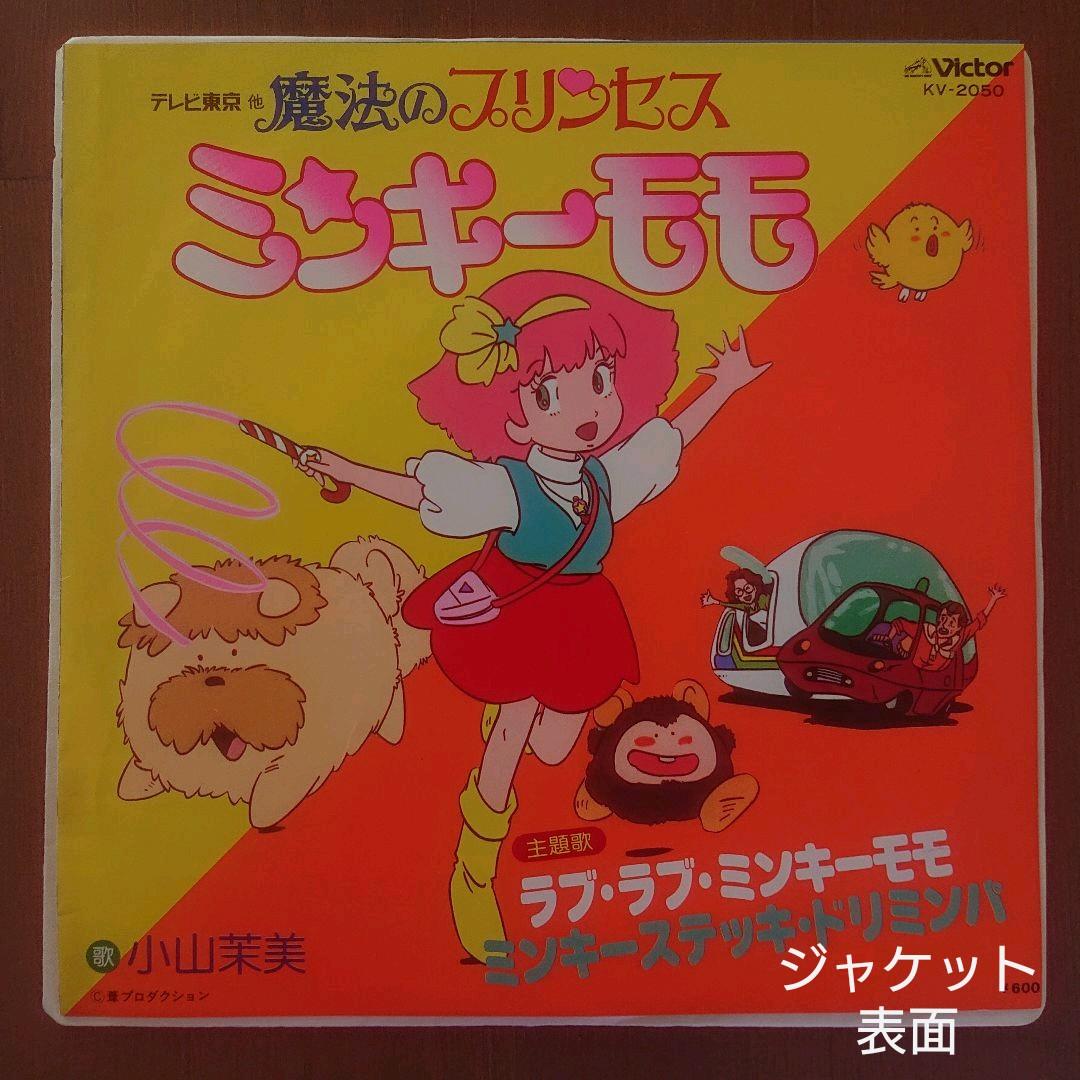 テレビ東京 他 魔法のプリンセス
ミンキーモモ
Victor
KV-2050
主題歌
ラブ・ラブ・ミンキーモモ
ミンキーステッキ・ドリミンパ
歌 小山茉美
©葦プロダクション
600
ジャケット
表面